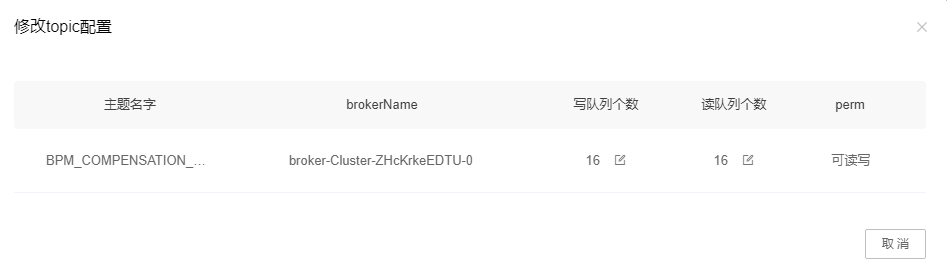 修改topic配置
主题名字 brokerName 写队列个数 读队列个数 perm
BPM_COMPENSATION_... broker-Cluster-ZHcKrkeEDTU-0 16 16 可读写
取消